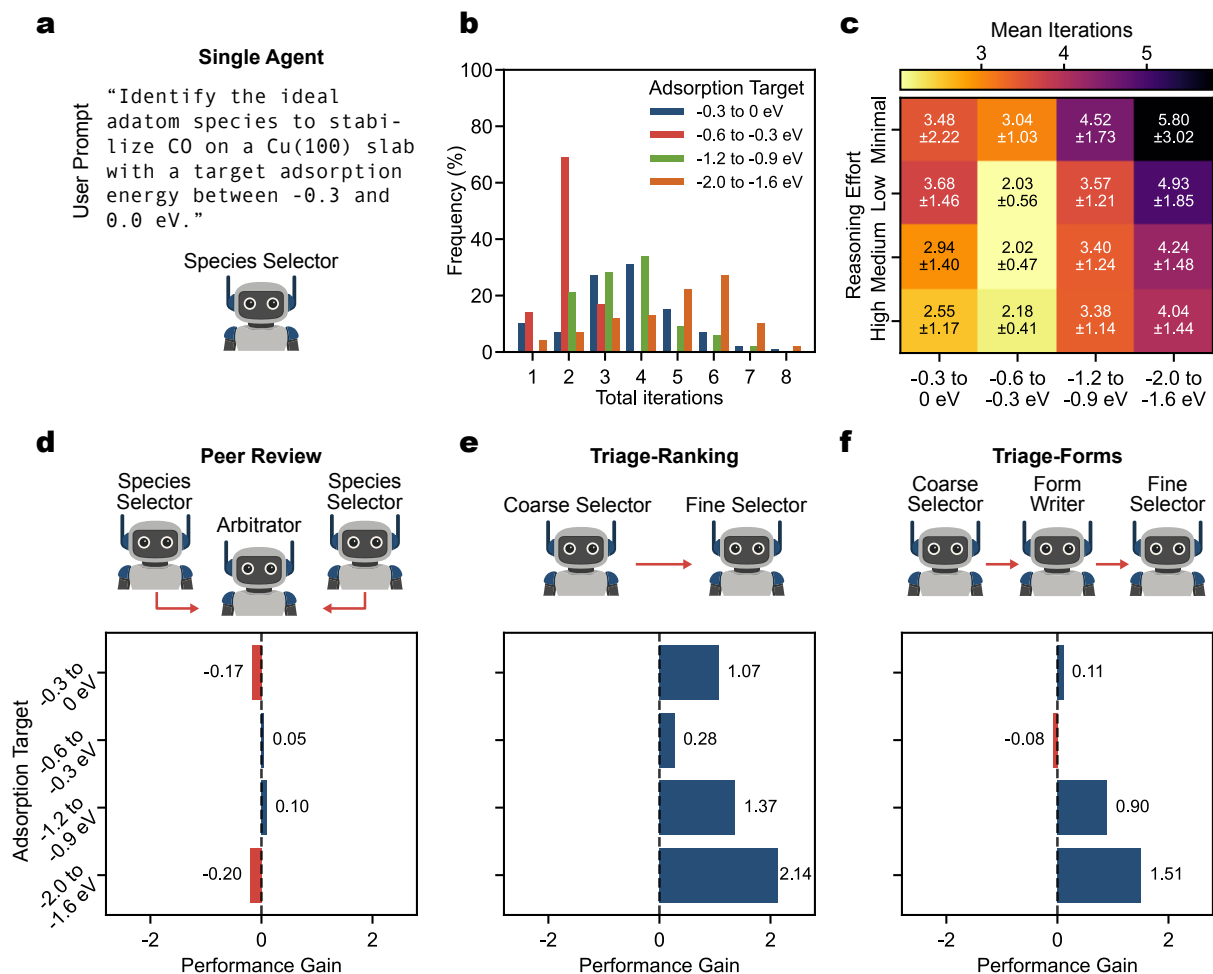 a
Single Agent
User Prompt
“Identify the ideal
adatom species to stabi-
lize CO on a Cu(100) slab
with a target adsorption
energy between -0.3 and
0.0 eV.”
Species Selector
b
Frequency (%)
100
80
60
40
20
0
Adsorption Target
-0.3 to 0 eV
-0.6 to -0.3 eV
-1.2 to -0.9 eV
-2.0 to -1.6 eV
1 2 3 4 5 6 7 8
Total iterations
c
Mean Iterations
3 4 5
Reasoning Effort
Minimal
3.48 3.04 4.52 5.80
±2.22 ±1.03 ±1.73 ±3.02
Low
3.68 2.03 3.57 4.93
±1.46 ±0.56 ±1.21 ±1.85
Medium
2.94 2.02 3.40 4.24
±1.40 ±0.47 ±1.24 ±1.48
High
2.55 2.18 3.38 4.04
±1.17 ±0.41 ±1.14 ±1.44
-0.3 to -0.6 to -1.2 to -2.0 to
0 eV -0.3 eV -0.9 eV -1.6 eV
d
Peer Review
Species
Selector
Arbitrator
Species
Selector
Adsorption Target
-0.3 to
0 eV
-0.6 to
-0.3 eV
-1.2 to
-0.9 eV
-2.0 to
-1.6 eV
-0.17
0.05
0.10
-0.20
-2 0 2
Performance Gain
e
Triage-Ranking
Coarse Selector
Fine Selector
1.07
0.28
1.37
2.14
-2 0 2
Performance Gain
f
Triage-Forms
Coarse
Selector
Form
Writer
Fine
Selector
0.11
-0.08
0.90
1.51
-2 0 2
Performance Gain